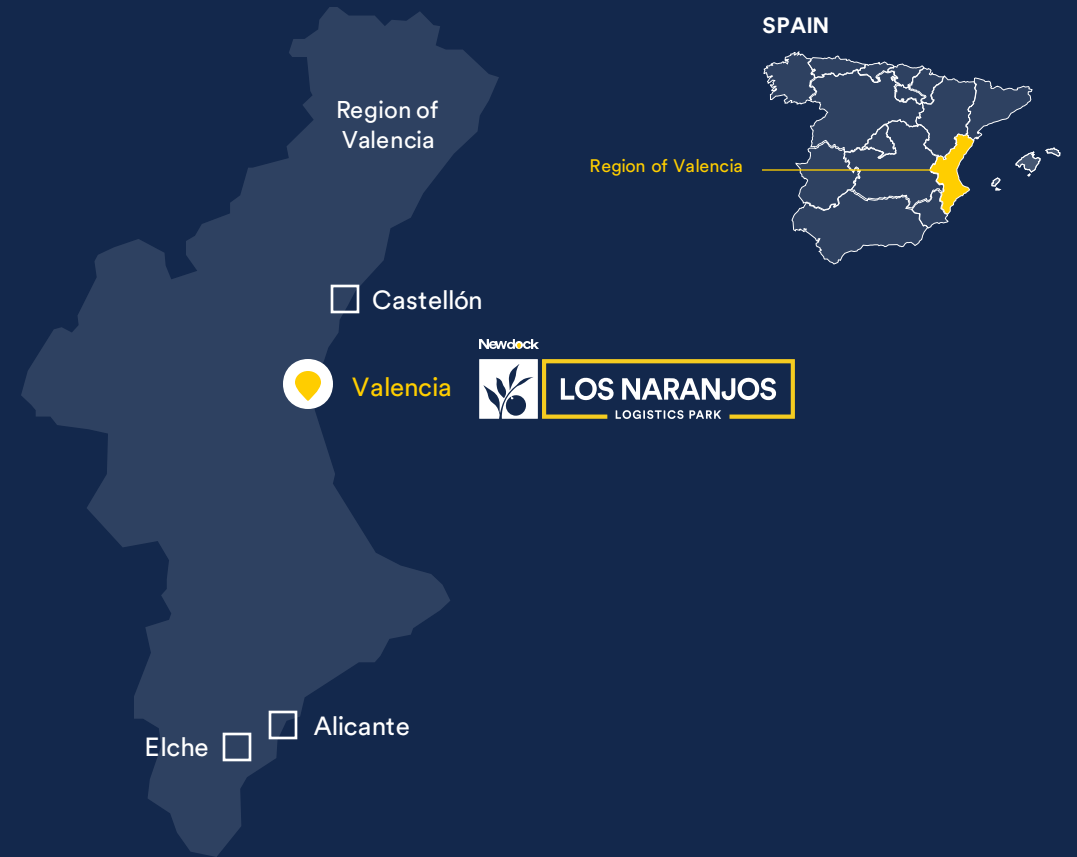 SPAIN
Region of
Valencia
Region of Valencia
Castellón
Newdock
Valencia
LOS NARANJOS
LOGISTICS PARK
Alicante
Elche